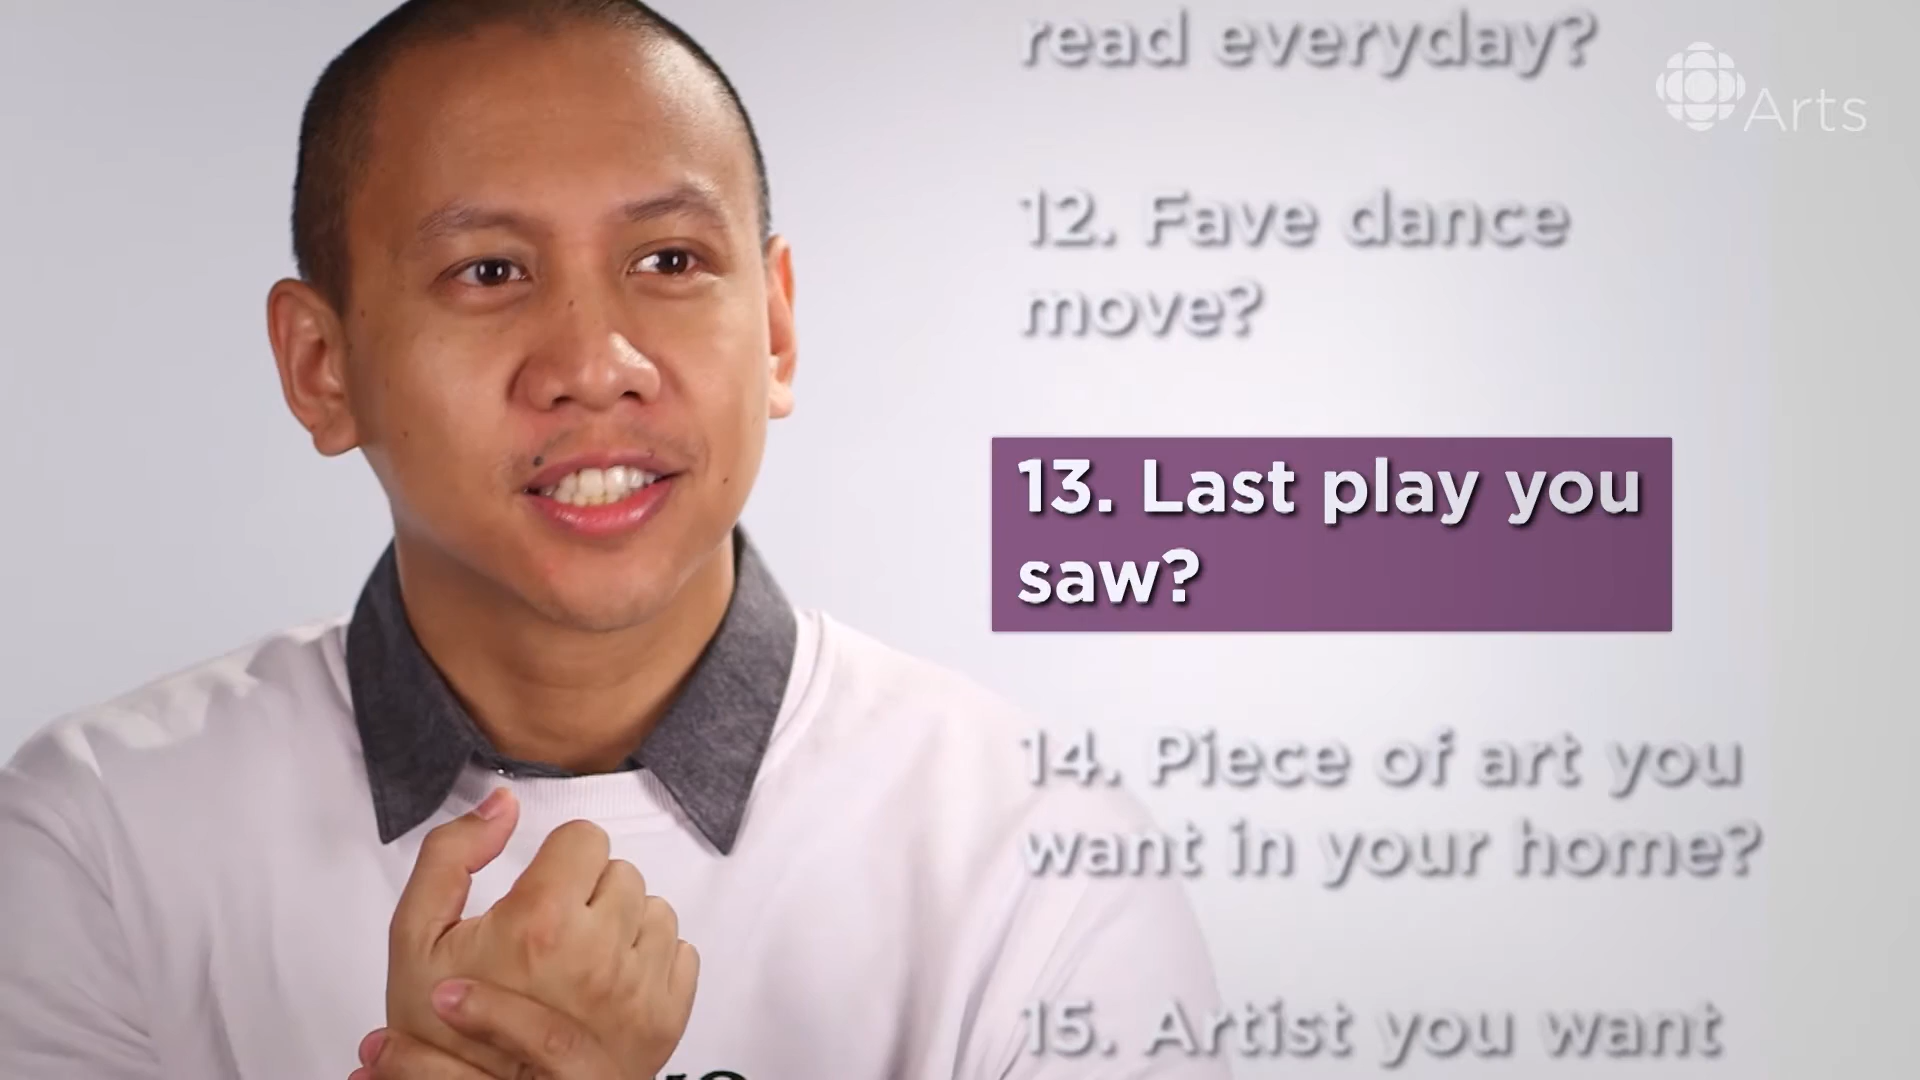 read everyday?
Arts
12. Fave dance
move?
13. Last play you
saw?
14. Piece of art you
want in your home?
15. Artist you want